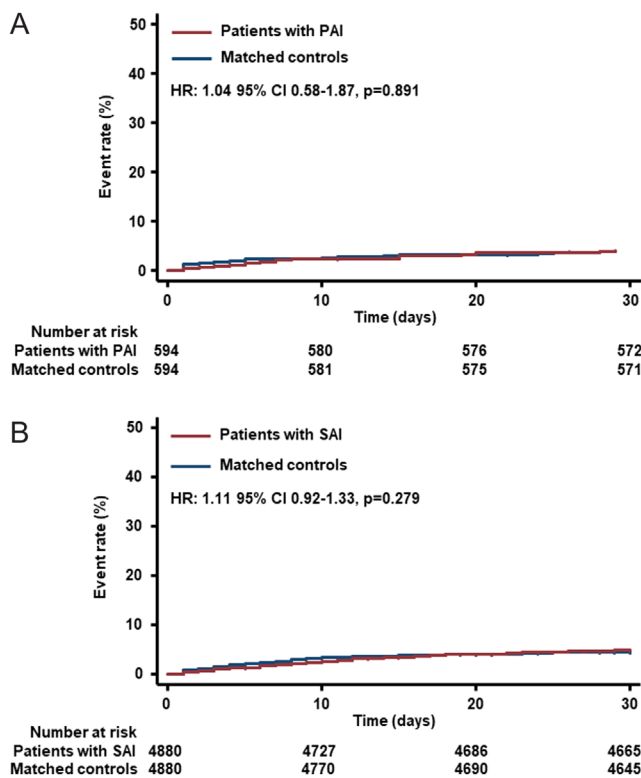 A
50
40
30
20
10
0
Event rate (%)
Patients with PAI
Matched controls
HR: 1.04 95% CI 0.58-1.87, p=0.891
0 10 20 30
Time (days)
Number at risk
Patients with PAI 594 580 576 572
Matched controls 594 581 575 571
B
50
40
30
20
10
0
Event rate (%)
Patients with SAI
Matched controls
HR: 1.11 95% CI 0.92-1.33, p=0.279
0 10 20 30
Time (days)
Number at risk
Patients with SAI 4880 4727 4686 4665
Matched controls 4880 4770 4690 4645